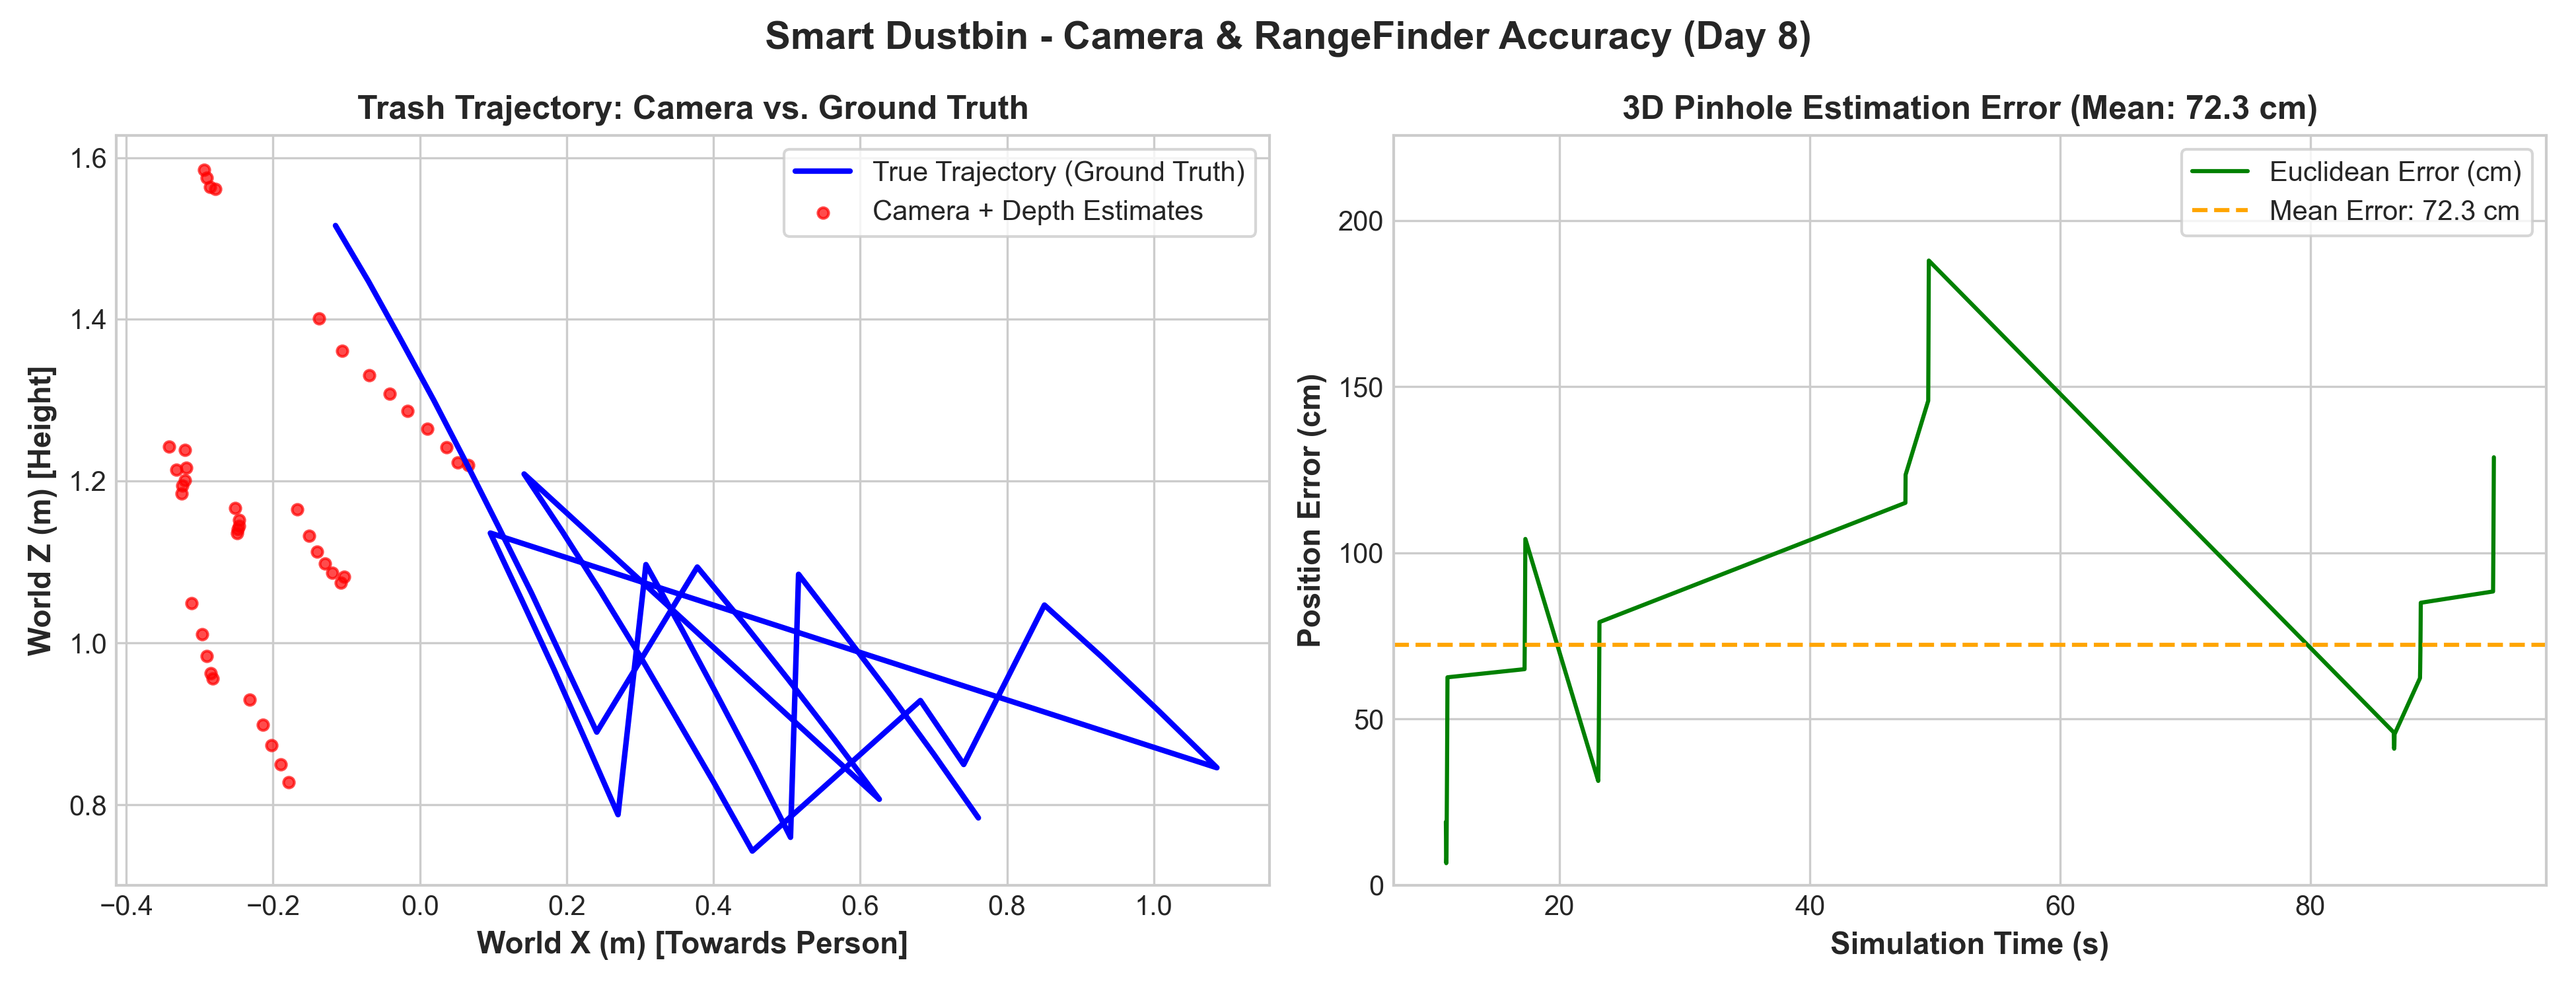 Smart Dustbin - Camera & RangeFinder Accuracy (Day 8)
Trash Trajectory: Camera vs. Ground Truth
True Trajectory (Ground Truth)
Camera + Depth Estimates
World Z (m) [Height]
1.6
1.4
1.2
1.0
0.8
−0.4 −0.2 0.0 0.2 0.4 0.6 0.8 1.0
World X (m) [Towards Person]
3D Pinhole Estimation Error (Mean: 72.3 cm)
Euclidean Error (cm)
Mean Error: 72.3 cm
Position Error (cm)
200
150
100
50
0
20 40 60 80
Simulation Time (s)